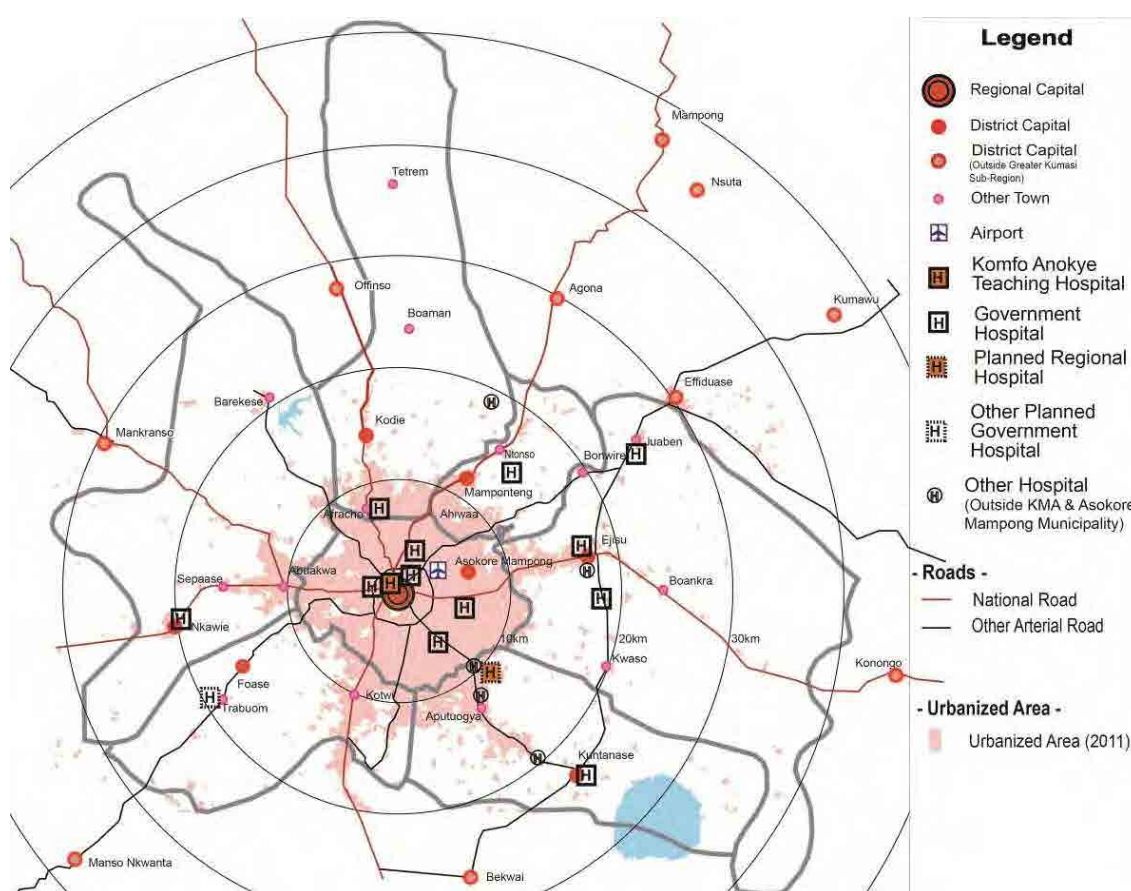 Legend
Regional Capital
District Capital
District Capital
(Outside Greater Kumasi
Sub-Region)
Other Town
Airport
H
Komfo Anokye
Teaching Hospital
H
Government
Hospital
H
Planned Regional
Hospital
H
Other Planned
Government
Hospital
H
Other Hospital
(Outside KMA & Asokore
Mampong Municipality)
- Roads -
National Road
Other Arterial Road
- Urbanized Area -
Urbanized Area (2011)
Mampong
Tetrem
Nsuta
Offinso
Agona
Kumawu
Boaman
Effiduase
Barekese
H
Kodie
Mankranso
Juaben
H
Ntonso
Bonwire
H
Mamponteng
H
Afracho
Ahiwaa
H
H
Ejisu
H
Asokore Mampong
H
H
H
H
Sepaase
Abuakwa
Boankra
H
H
H
Nkawie
H
10km
20km
30km
Kwaso
H
H
Konongo
Foase
H
Trabuom
Kotwi
H
Aputuogya
H
Kuntanase
H
Manso Nkwanta
Bekwai